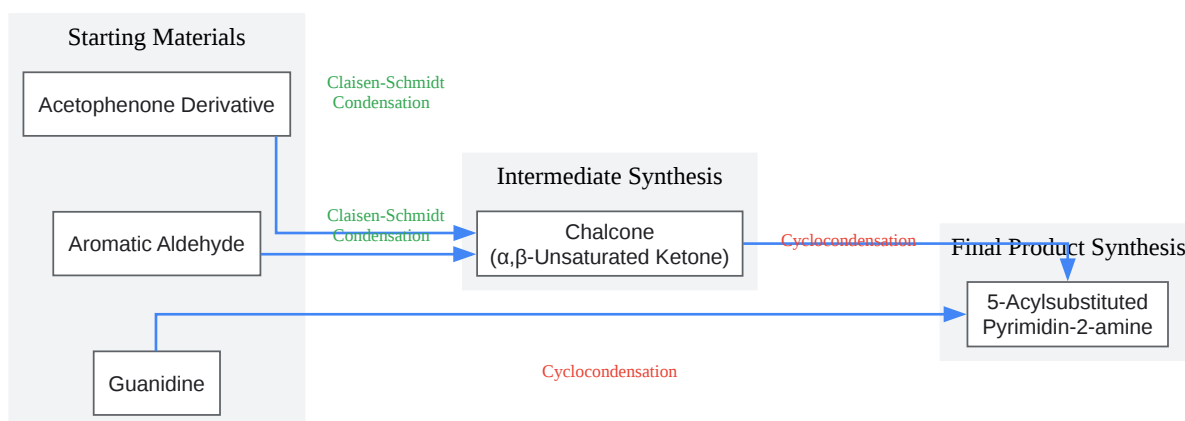 Starting Materials
Acetophenone Derivative
Claisen-Schmidt
Condensation
Intermediate Synthesis
Aromatic Aldehyde
Claisen-Schmidt
Condensation
Chalcone
(α,β-Unsaturated Ketone)
Cyclocondensation
Final Product Synthesis
5-Acylsubstituted
Pyrimidin-2-amine
Guanidine
Cyclocondensation